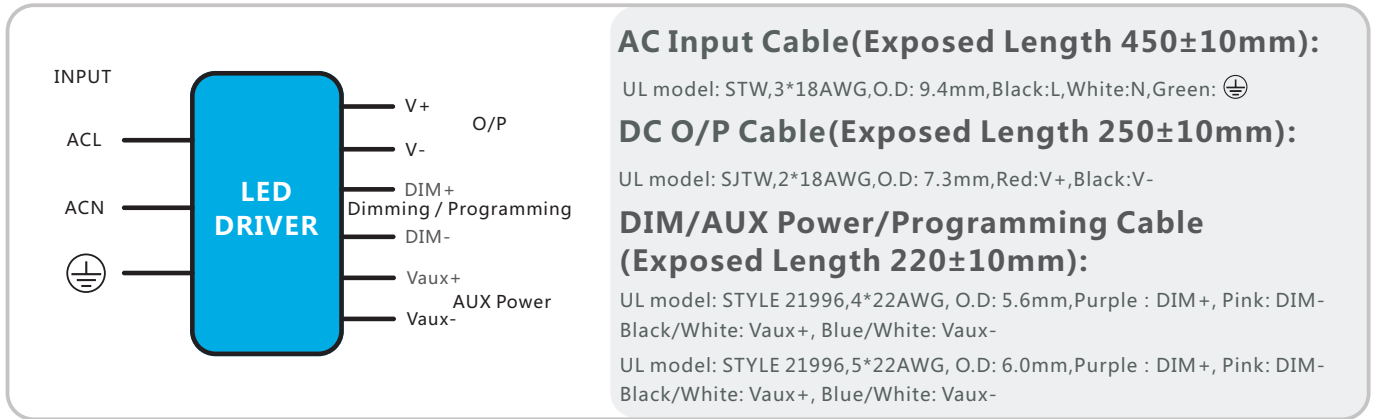 INPUT
ACL
ACN
LED
DRIVER
V+
O/P
V-
DIM+
Dimming / Programming
DIM-
Vaux+
AUX Power
Vaux-
AC Input Cable(Exposed Length 450±10mm):
UL model: STW,3*18AWG,O.D: 9.4mm,Black:L,White:N,Green: ⏚
DC O/P Cable(Exposed Length 250±10mm):
UL model: SJTW,2*18AWG,O.D: 7.3mm,Red:V+,Black:V-
DIM/AUX Power/Programming Cable
(Exposed Length 220±10mm):
UL model: STYLE 21996,4*22AWG, O.D: 5.6mm,Purple : DIM+, Pink: DIM-
Black/White: Vaux+, Blue/White: Vaux-
UL model: STYLE 21996,5*22AWG, O.D: 6.0mm,Purple : DIM+, Pink: DIM-
Black/White: Vaux+, Blue/White: Vaux-